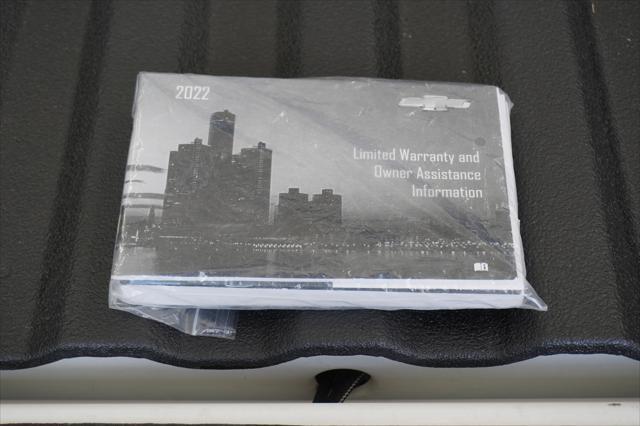 2022
Limited Warranty and
Owner Assistance
Information